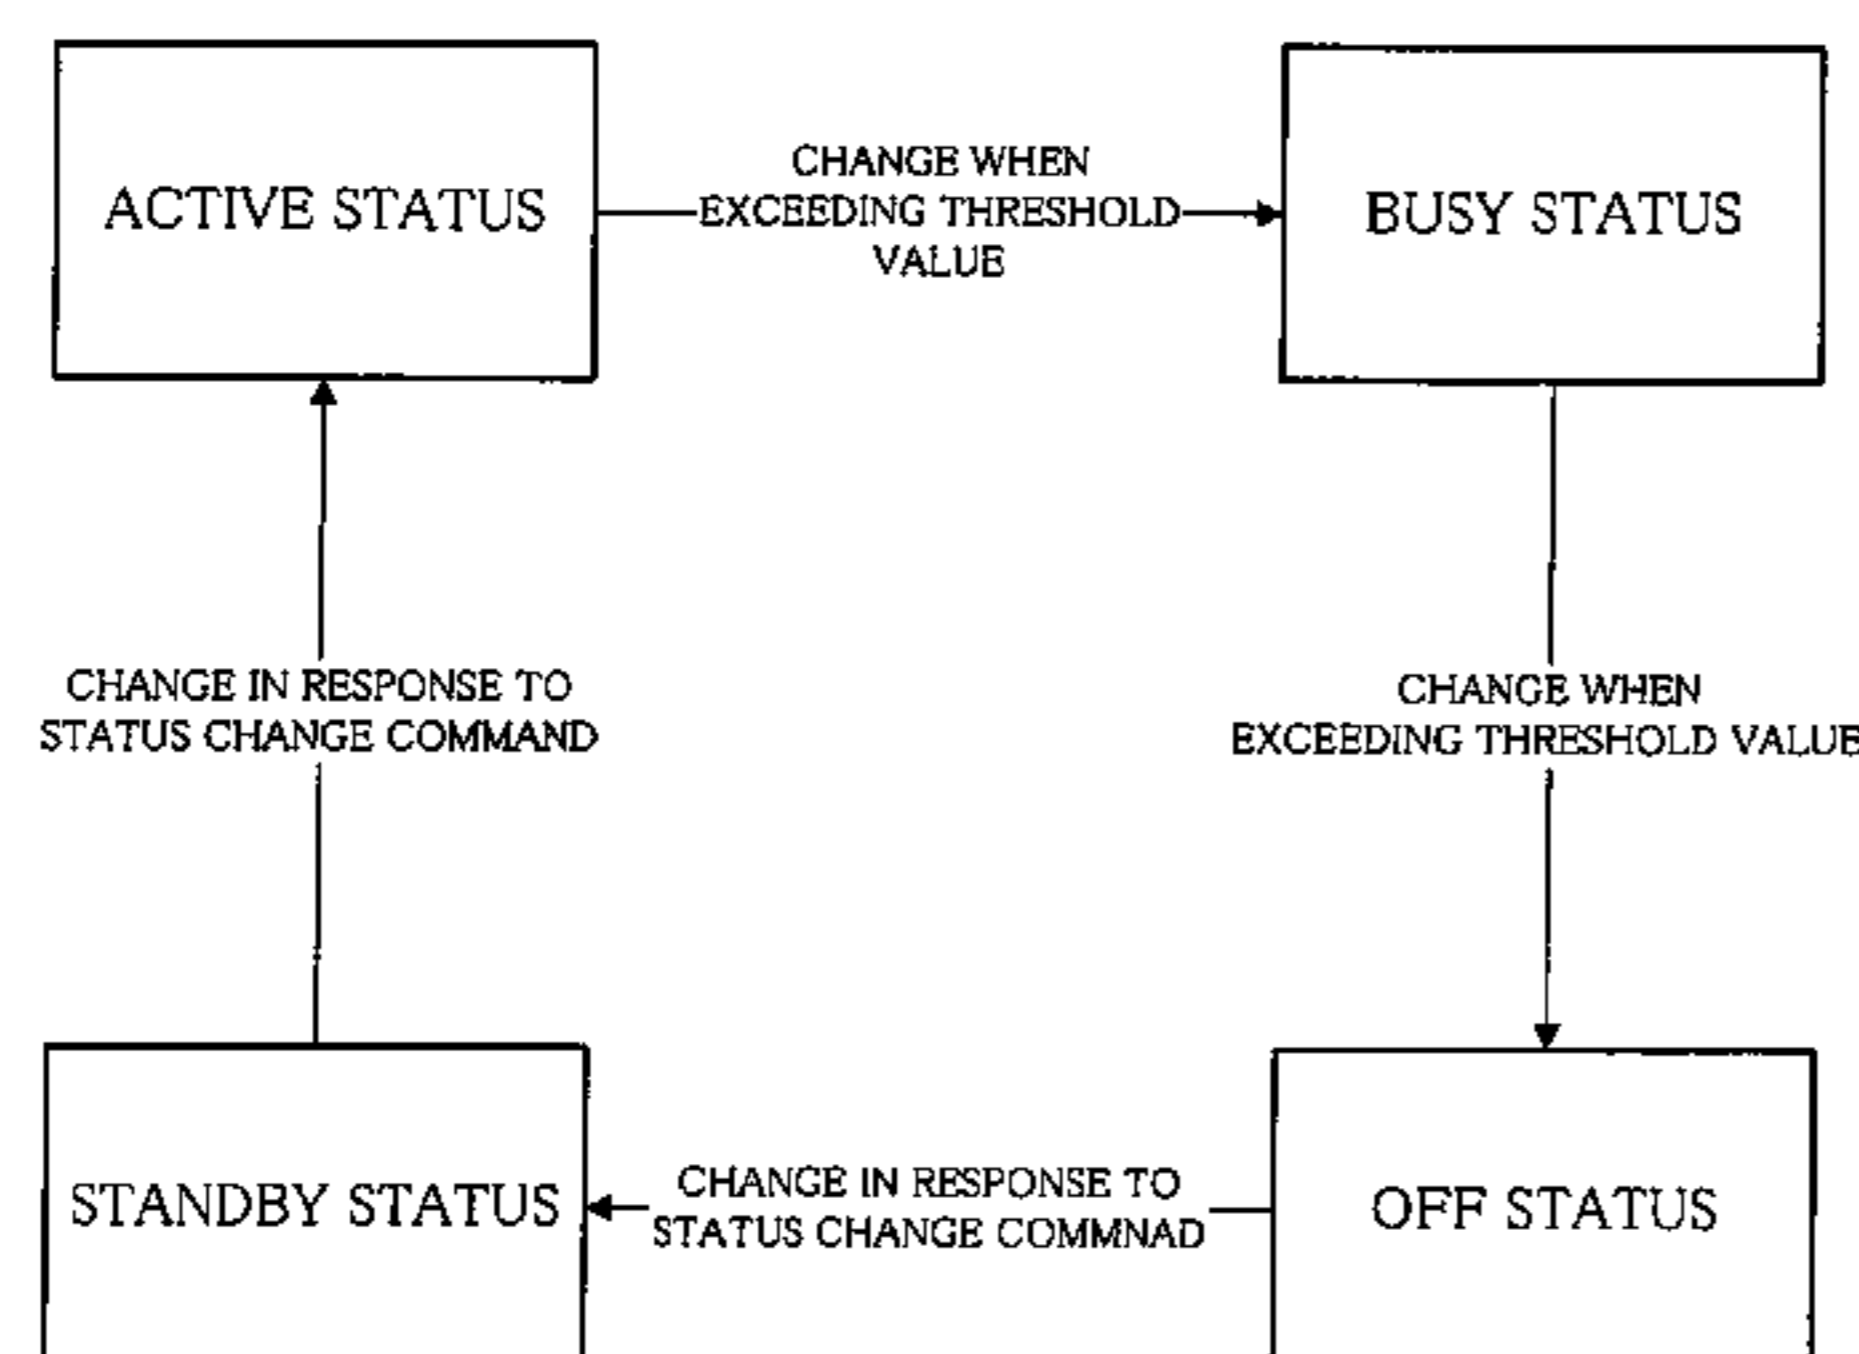 ACTIVE STATUS
CHANGE WHEN
EXCEEDING THRESHOLD
VALUE
BUSY STATUS
CHANGE IN RESPONSE TO
STATUS CHANGE COMMAND
CHANGE WHEN
EXCEEDING THRESHOLD VALUE
STANDBY STATUS
CHANGE IN RESPONSE TO
STATUS CHANGE COMMNAD
OFF STATUS